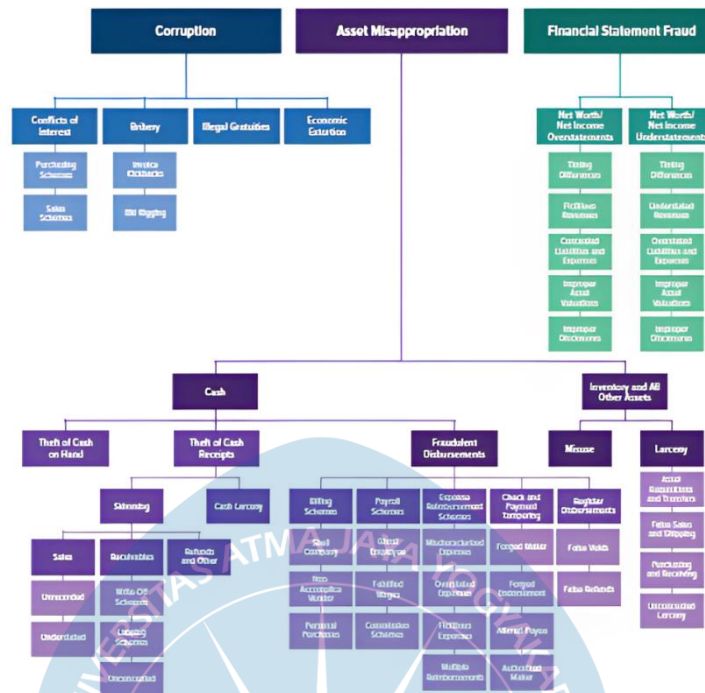 Corruption
Asset Misappropriation
Financial Statement Fraud
Conflicts of
Interest
Bribery
Illegal Gratuities
Economic
Extortion
Net Worth/
Net Income
Overstatements
Net Worth/
Net Income
Understatements
Purchasing
Schemes
Invoice
Kickbacks
Timing
Differences
Timing
Differences
Sales
Schemes
Bid Rigging
Fictitious
Revenues
Understated
Revenues
Concealed
Liabilities and
Expenses
Overstated
Liabilities and
Expenses
Improper
Asset
Valuations
Improper
Asset
Valuations
Improper
Disclosures
Improper
Disclosures
Cash
Inventory and All
Other Assets
Theft of Cash
on Hand
Theft of Cash
Receipts
Fraudulent
Disbursements
Misuse
Larceny
Skimming
Cash Larceny
Billing
Schemes
Payroll
Schemes
Expense
Reimbursement
Schemes
Check and
Payment
Tampering
Register
Disbursements
Asset
Requisitions
and Transfers
Sales
Receivables
Refunds
and Other
Shell
Company
Ghost
Employee
Mischaracterized
Expenses
Forged Maker
False Voids
False Sales
and Shipping
Unrecorded
Write-Off
Schemes
Non-
Accomplice
Vendor
Falsified
Wages
Overstated
Expenses
Forged
Endorsement
False Refunds
Purchasing
and Receiving
Understated
Lapping
Schemes
Personal
Purchases
Commission
Schemes
Fictitious
Expenses
Altered Payee
Unconcealed
Larceny
Unconcealed
Multiple
Reimbursements
Authorized
Maker
UNIVERSITAS ATMA JAYA YOGYAKA